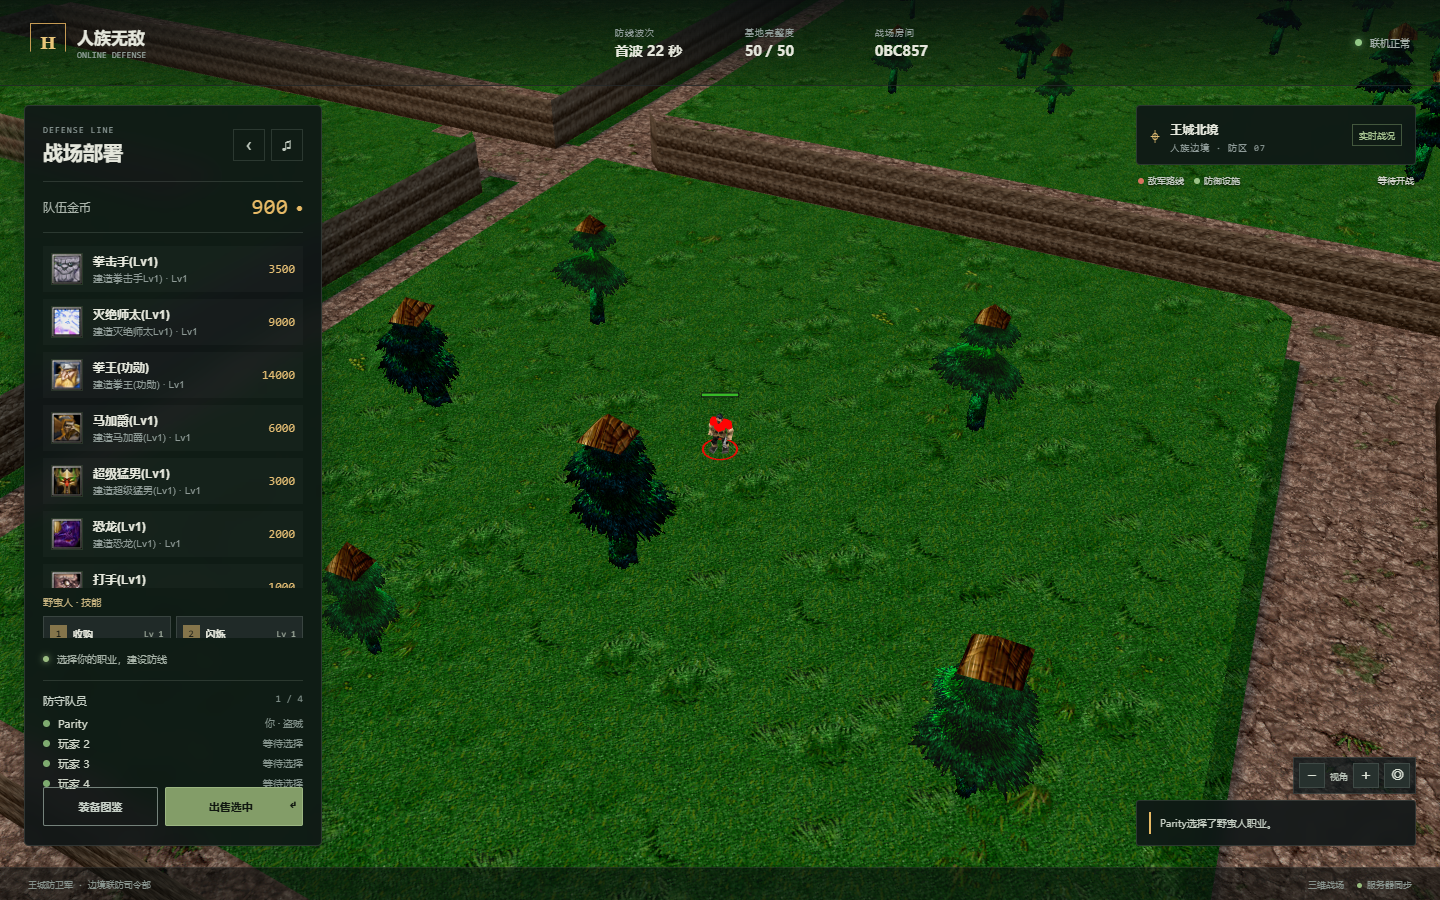 H
人族无敌
ONLINE DEFENSE
防线波次
首波 22 秒
基地完整度
50 / 50
战场房间
0BC857
联机正常
DEFENSE LINE
战场部署
队伍金币
900
拳击手(Lv1)
建造拳击手Lv1) · Lv1
3500
灭绝师太(Lv1)
建造灭绝师太(Lv1) · Lv1
9000
拳王(功勋)
建造拳王(功勋) · Lv1
14000
马加爵(Lv1)
建造马加爵(Lv1) · Lv1
6000
超级猛男(Lv1)
建造超级猛男(Lv1) · Lv1
3000
恐龙(Lv1)
建造恐龙(Lv1) · Lv1
2000
打手(Lv1)
1000
野蛮人 · 技能
1 收购 Lv 1
2 闪烁 Lv 1
选择你的职业，建设防线
防守队员
1 / 4
Parity
你 · 盗贼
玩家 2
等待选择
玩家 3
等待选择
玩家 4
等待选择
装备图鉴
出售选中
王城北境
人族边境 · 防区 07
实时战况
敌军路线
防御设施
等待开战
视角
Parity选择了野蛮人职业。
王城防卫军 · 边境联防司令部
三维战场
服务器同步